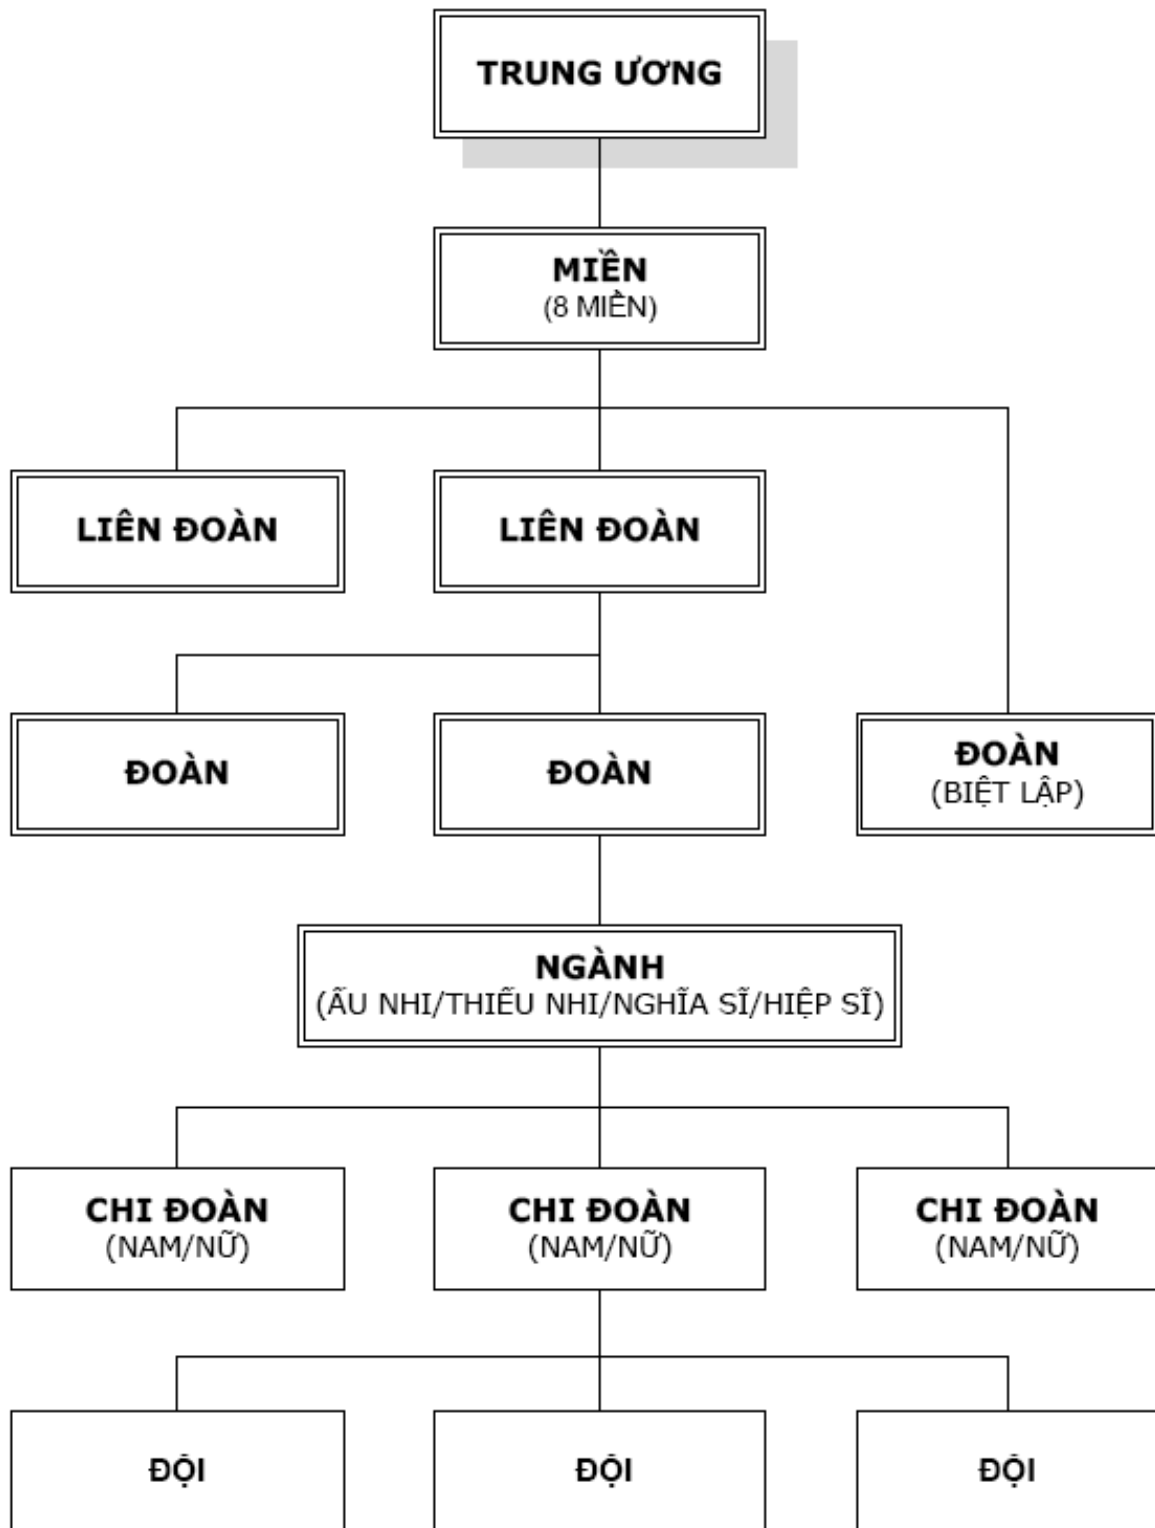 TRUNG ƯƠNG
MIỀN
(8 MIỀN)
LIÊN ĐOÀN
LIÊN ĐOÀN
ĐOÀN
ĐOÀN
ĐOÀN
(BIỆT LẬP)
NGÀNH
(ẤU NHI/THIẾU NHI/NGHĨA SĨ/HIỆP SĨ)
CHI ĐOÀN
(NAM/NỮ)
CHI ĐOÀN
(NAM/NỮ)
CHI ĐOÀN
(NAM/NỮ)
ĐỘI
ĐỘI
ĐỘI